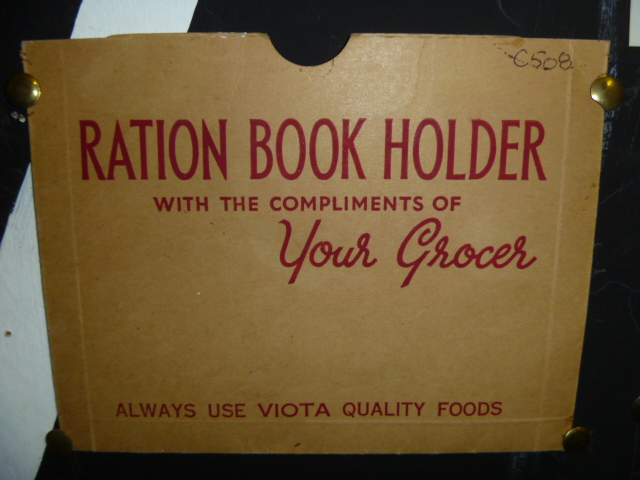 C508
RATION BOOK HOLDER
WITH THE COMPLIMENTS OF
Your Grocer
ALWAYS USE VIOTA QUALITY FOODS